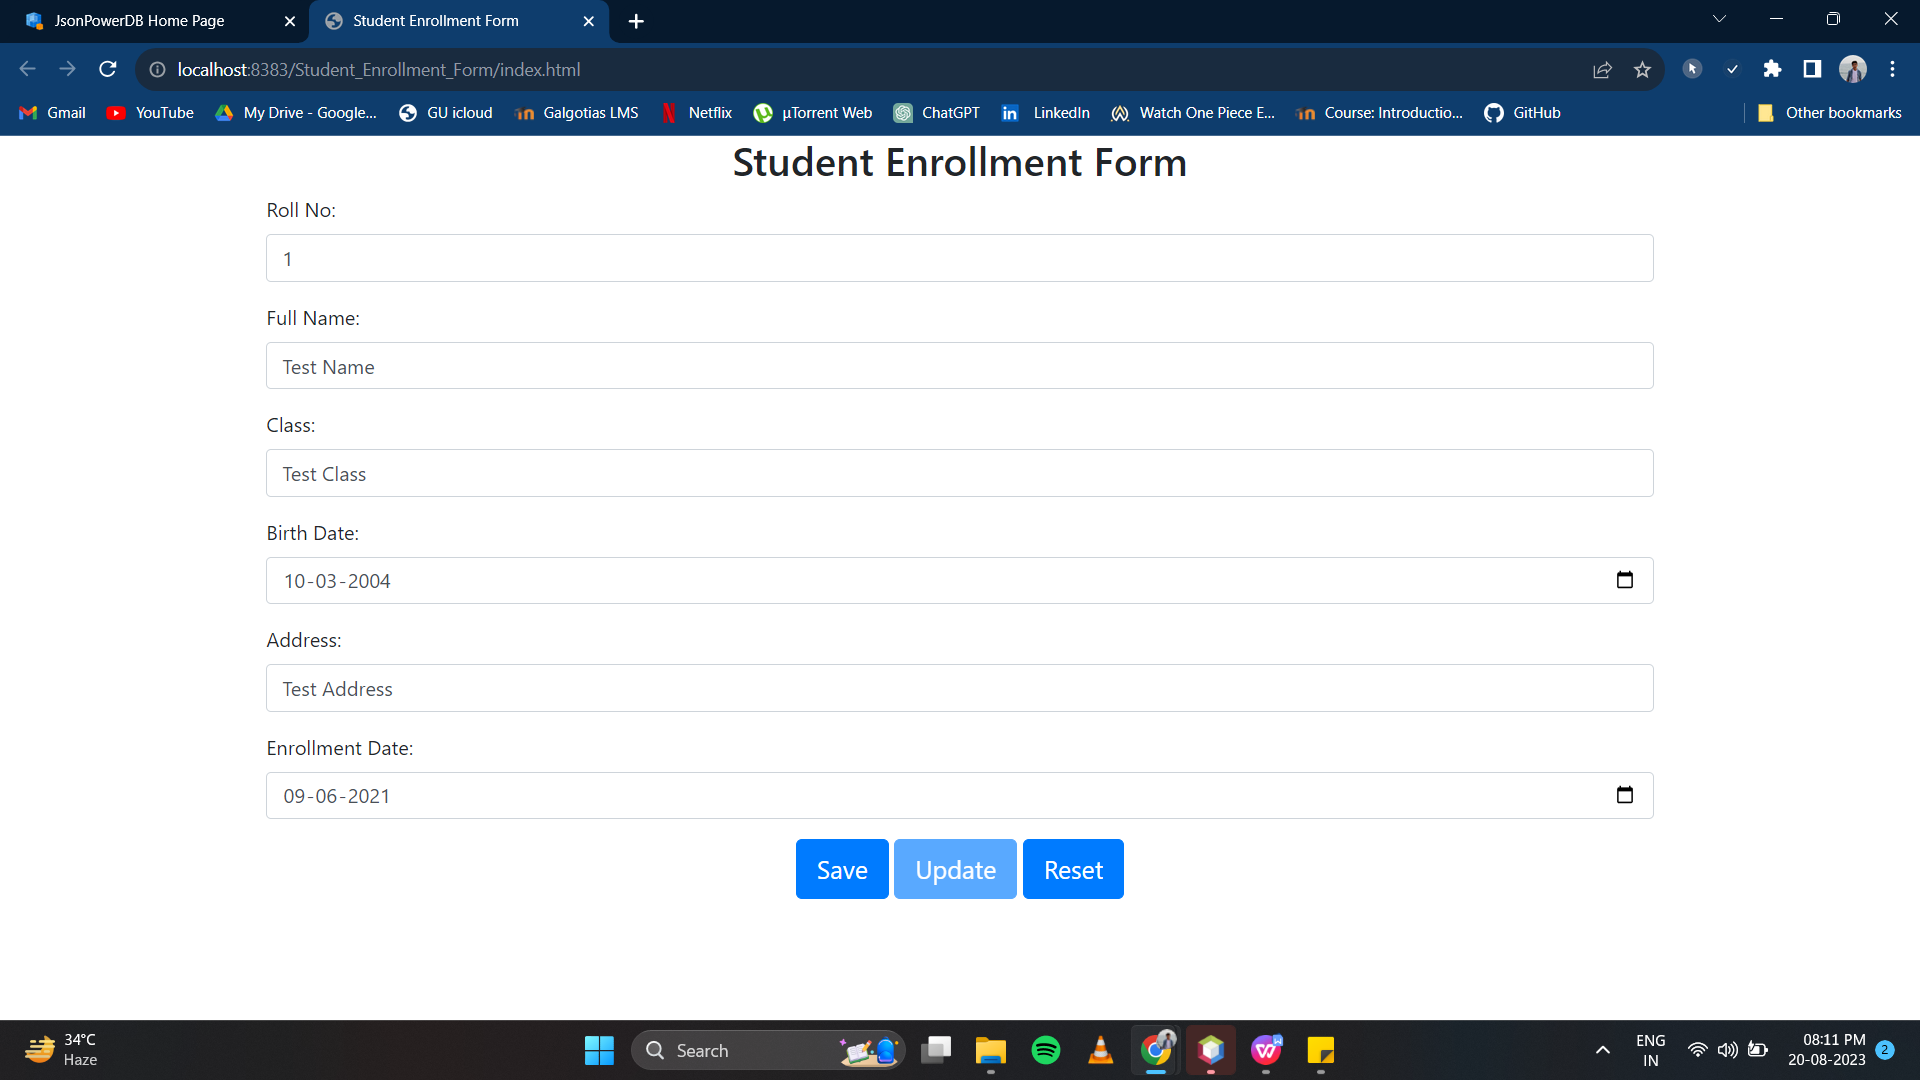 JsonPowerDB Home Page
Student Enrollment Form
localhost:8383/Student_Enrollment_Form/index.html
Gmail YouTube My Drive - Google... GU icloud Galgotias LMS Netflix µTorrent Web ChatGPT LinkedIn Watch One Piece E... Course: Introductio... GitHub Other bookmarks
Student Enrollment Form
Roll No:
1
Full Name:
Test Name
Class:
Test Class
Birth Date:
10-03-2004
Address:
Test Address
Enrollment Date:
09-06-2021
Save Update Reset
34°C
Haze
Search
ENG
IN
08:11 PM
20-08-2023
2